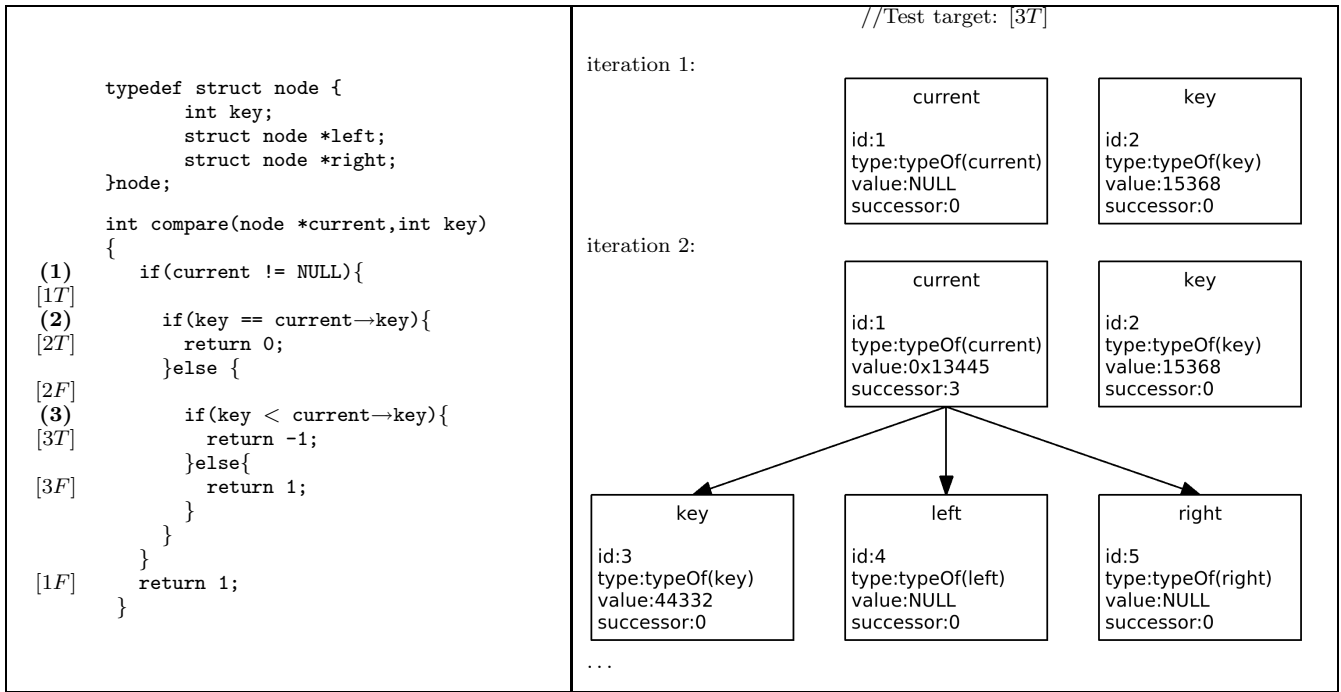 typedef struct node {
int key;
struct node *left;
struct node *right;
}node;
int compare(node *current,int key)
{
(1) if(current != NULL){
[1T]
(2) if(key == current→key){
[2T] return 0;
}else {
[2F]
(3) if(key < current→key){
[3T] return -1;
}else{
[3F] return 1;
}
}
}
[1F] return 1;
}
//Test target: [3T]
iteration 1:
current
id:1
type:typeOf(current)
value:NULL
successor:0
key
id:2
type:typeOf(key)
value:15368
successor:0
iteration 2:
current
id:1
type:typeOf(current)
value:0x13445
successor:3
key
id:2
type:typeOf(key)
value:15368
successor:0
key
id:3
type:typeOf(key)
value:44332
successor:0
left
id:4
type:typeOf(left)
value:NULL
successor:0
right
id:5
type:typeOf(right)
value:NULL
successor:0
...